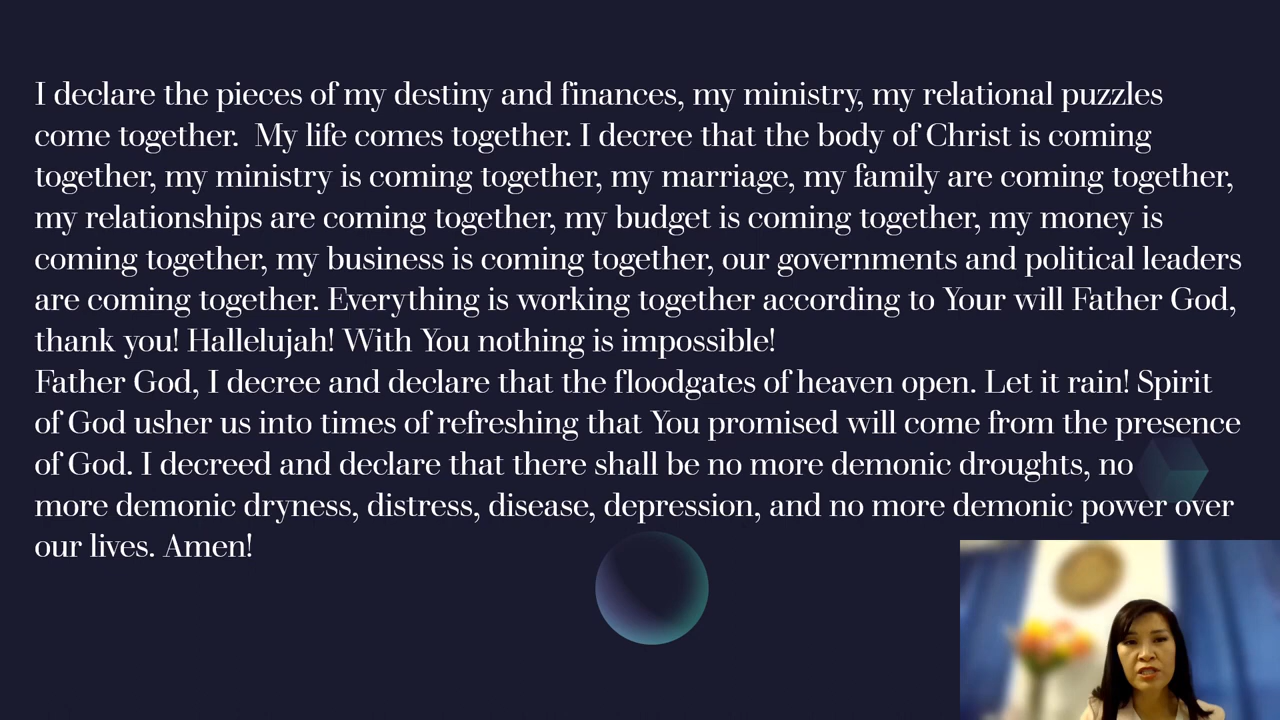 I declare the pieces of my destiny and finances, my ministry, my relational puzzles
come together.  My life comes together. I decree that the body of Christ is coming
together, my ministry is coming together, my marriage, my family are coming together,
my relationships are coming together, my budget is coming together, my money is
coming together, my business is coming together, our governments and political leaders
are coming together. Everything is working together according to Your will Father God,
thank you! Hallelujah! With You nothing is impossible!
Father God, I decree and declare that the floodgates of heaven open. Let it rain! Spirit
of God usher us into times of refreshing that You promised will come from the presence
of God. I decreed and declare that there shall be no more demonic droughts, no
more demonic dryness, distress, disease, depression, and no more demonic power over
our lives. Amen!